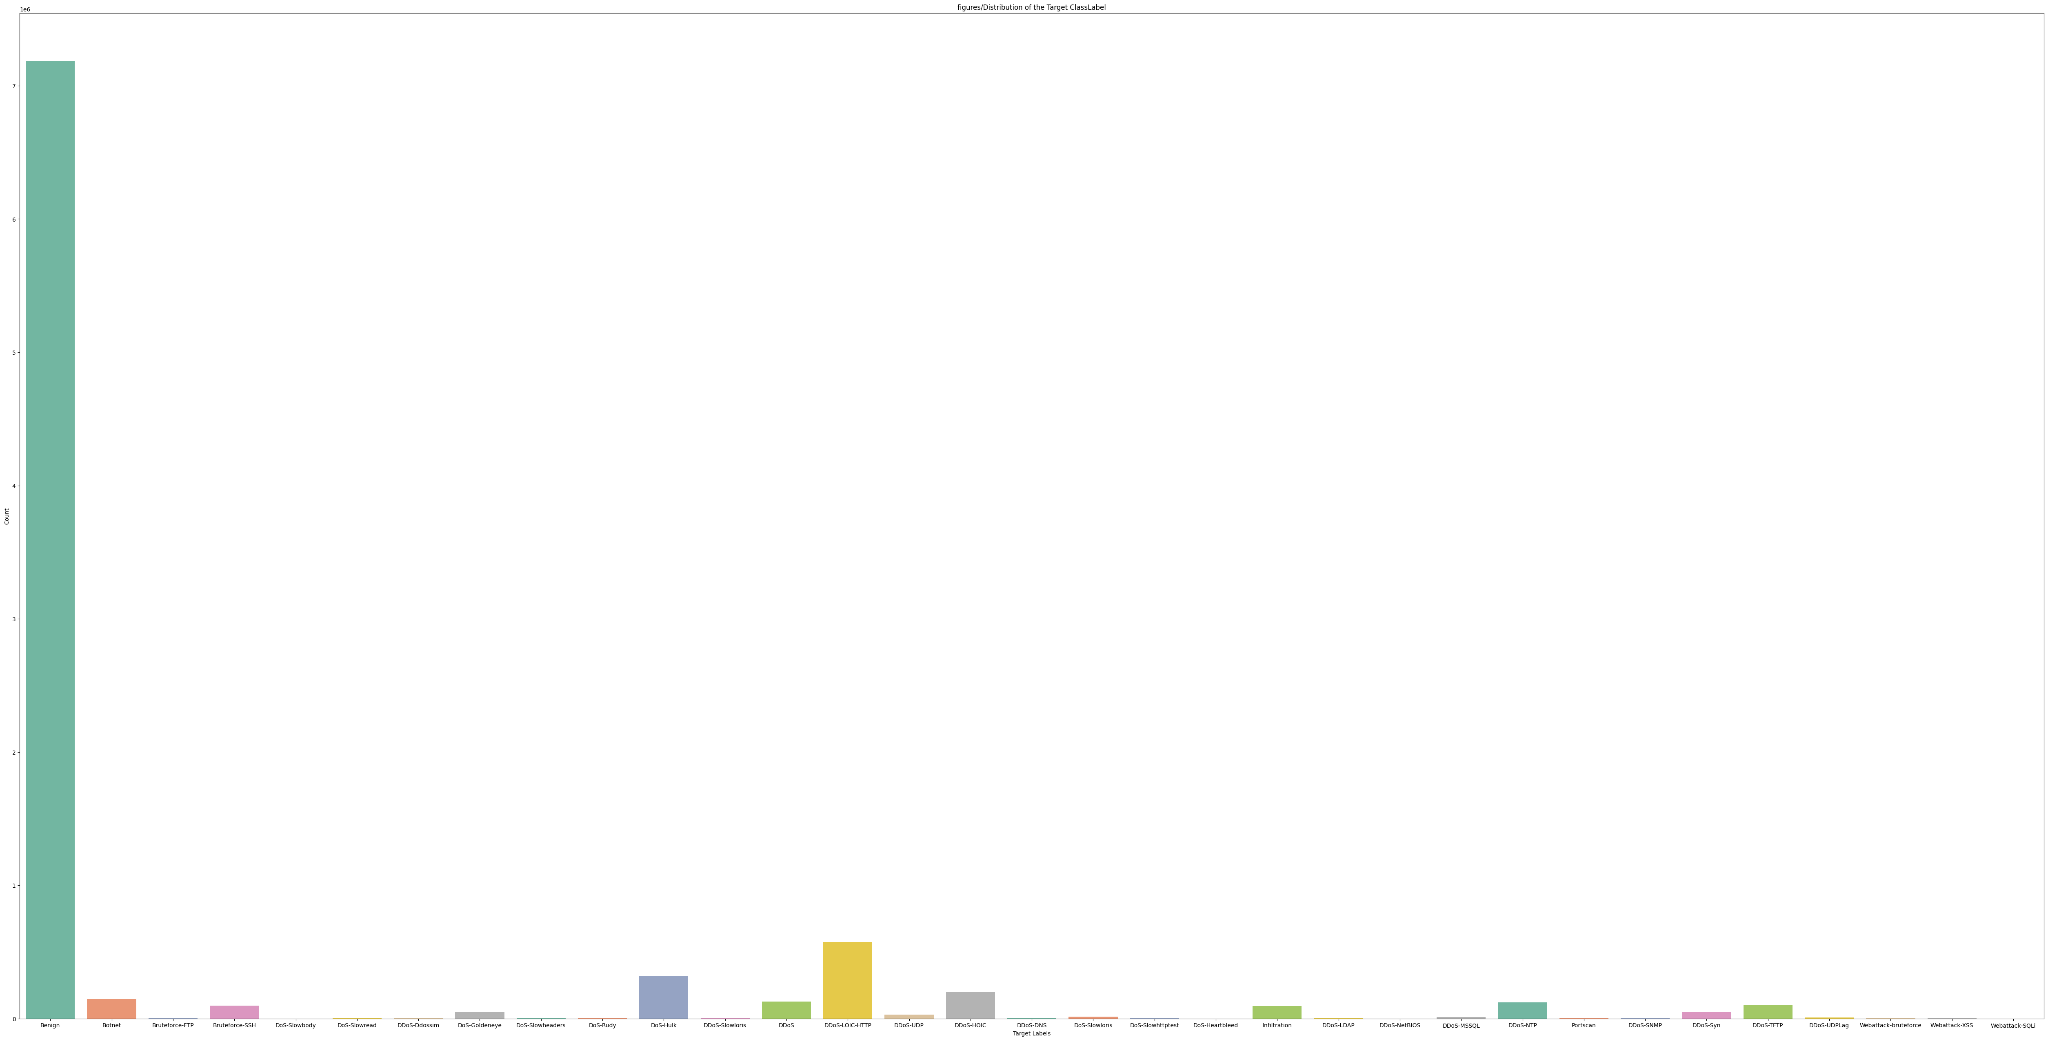 figures/Distribution of the Target ClassLabel
1e6
7
6
5
4
3
2
1
0
Count
Benign Botnet Bruteforce-FTP Bruteforce-SSH DoS-Slowbody DoS-Slowread DDoS-Ddossim DoS-Goldeneye DoS-Slowheaders DoS-Rudy DoS-Hulk DDoS-Slowloris DDoS DDoS-LOIC-HTTP DDoS-UDP DDoS-HOIC DDoS-DNS DoS-Slowloris DoS-Slowhttptest DoS-Heartbleed Infiltration DDoS-LDAP DDoS-NetBIOS DDoS-MSSQL DDoS-NTP Portscan DDoS-SNMP DDoS-Syn DDoS-TFTP DDoS-UDPLag Webattack-bruteforce Webattack-XSS Webattack-SQLi
Target Labels